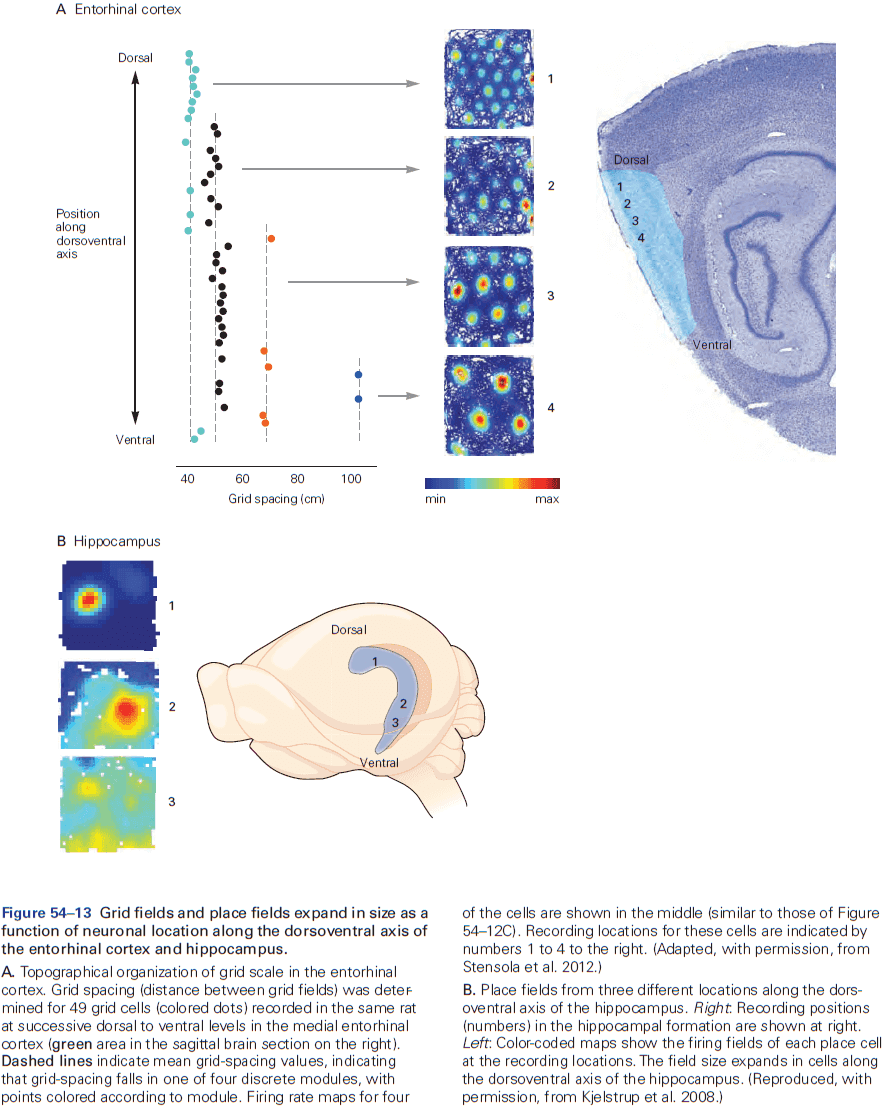 A Entorhinal cortex
Dorsal
Position
along
dorsoventral
axis
Ventral
40 60 80 100
Grid spacing (cm)
1
2
3
4
min max
Dorsal
1
2
3
4
Ventral
B Hippocampus
1
2
3
Dorsal
1
2
3
Ventral
Figure 54–13 Grid fields and place fields expand in size as a
function of neuronal location along the dorsoventral axis of
the entorhinal cortex and hippocampus.
A. Topographical organization of grid scale in the entorhinal
cortex. Grid spacing (distance between grid fields) was deter-
mined for 49 grid cells (colored dots) recorded in the same rat
at successive dorsal to ventral levels in the medial entorhinal
cortex (green area in the sagittal brain section on the right).
Dashed lines indicate mean grid-spacing values, indicating
that grid-spacing falls in one of four discrete modules, with
points colored according to module. Firing rate maps for four
of the cells are shown in the middle (similar to those of Figure
54–12C). Recording locations for these cells are indicated by
numbers 1 to 4 to the right. (Adapted, with permission, from
Stensola et al. 2012.)
B. Place fields from three different locations along the dors-
oventral axis of the hippocampus. Right: Recording positions
(numbers) in the hippocampal formation are shown at right.
Left: Color-coded maps show the firing fields of each place cell
at the recording locations. The field size expands in cells along
the dorsoventral axis of the hippocampus. (Reproduced, with
permission, from Kjelstrup et al. 2008.)